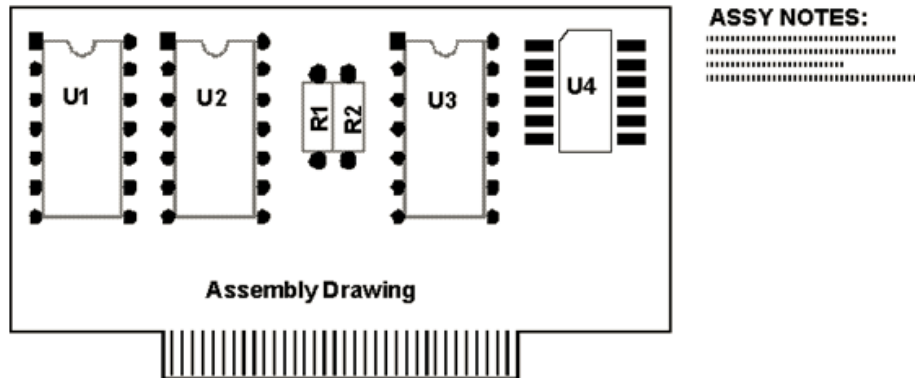 ASSY NOTES:
U1
U2
R1
R2
U3
U4
Assembly Drawing